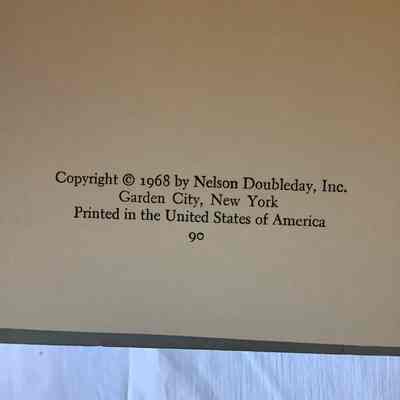 Copyright © 1968 by Nelson Doubleday, Inc.
Garden City, New York
Printed in the United States of America
90